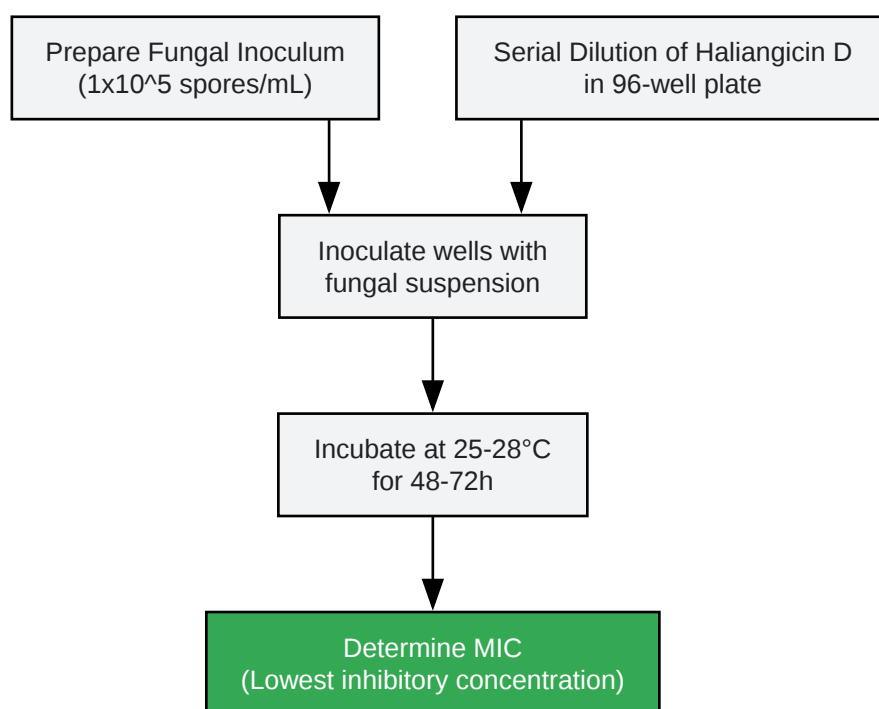 Prepare Fungal Inoculum
(1x10^5 spores/mL)
Serial Dilution of Haliangicin D
in 96-well plate
Inoculate wells with
fungal suspension
Incubate at 25-28°C
for 48-72h
Determine MIC
(Lowest inhibitory concentration)